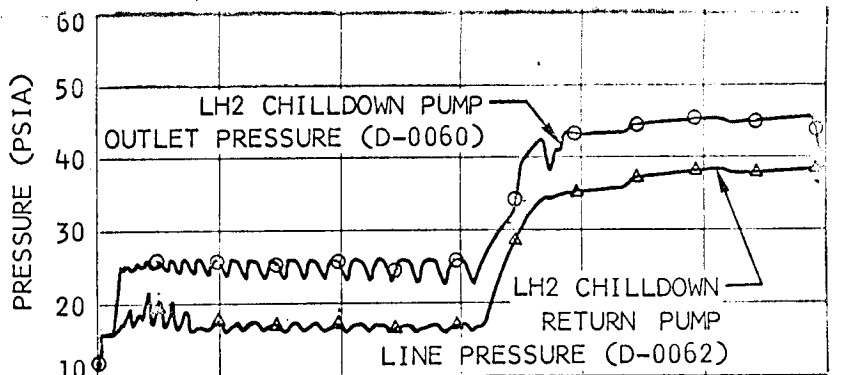 60
50
40
30
20
10
PRESSURE (PSIA)
LH2 CHILLDOWN PUMP
OUTLET PRESSURE (D-0060)
LH2 CHILLDOWN
RETURN PUMP
LINE PRESSURE (D-0062)